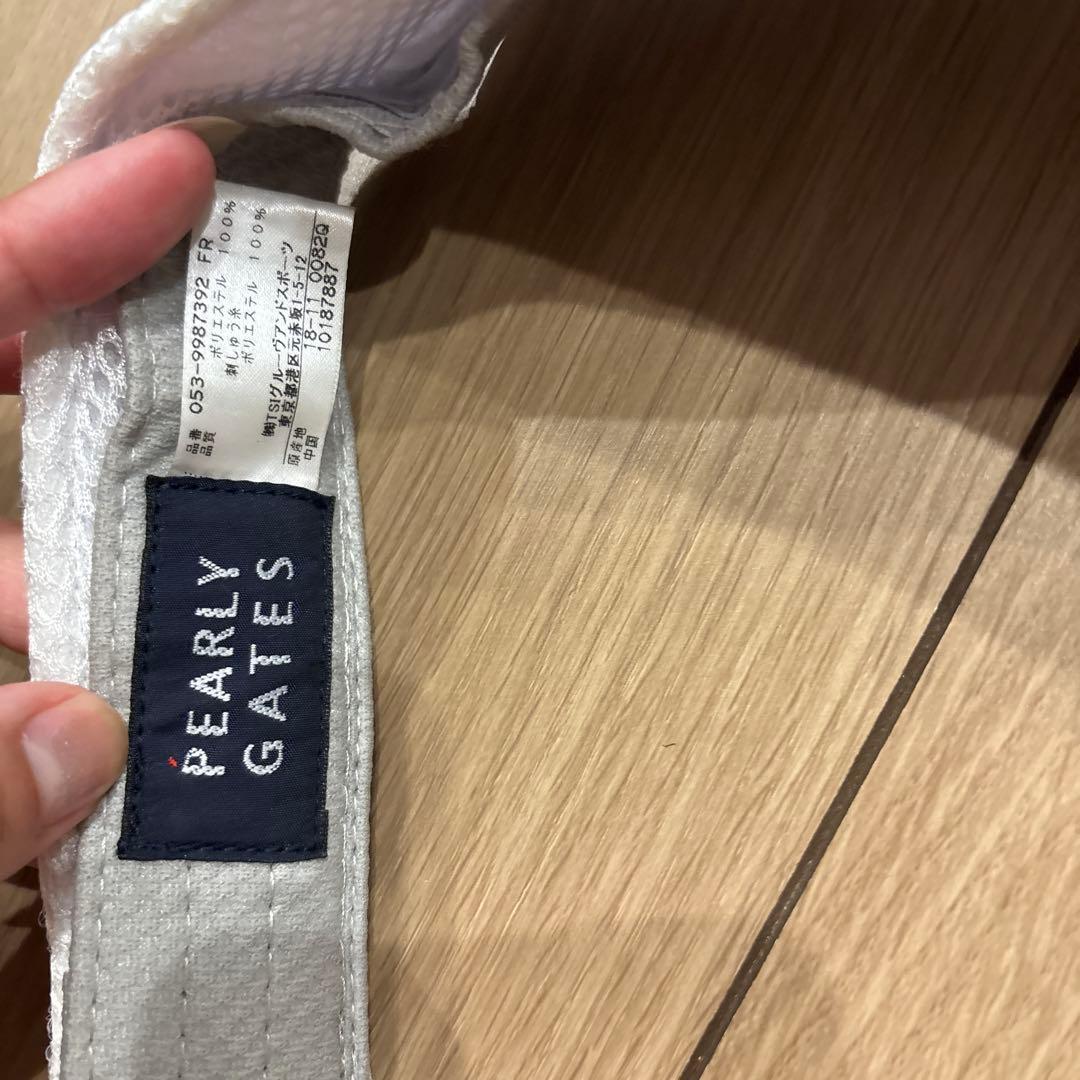 品番 053-9987392 FR
品質 ポリエステル 100%
刺しゅう糸
ポリエステル 100%
㈱TSIグルーヴアンドスポーツ
東京都港区元赤坂1-5-12
原産地 18-11 0082Q
中国 10187887
PEARLY
GATES